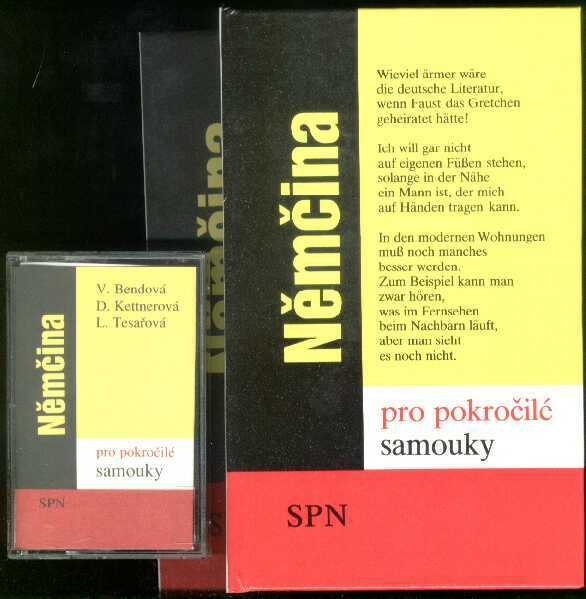 Němčina
Wieviel ärmer wäre
die deutsche Literatur,
wenn Faust das Gretchen
geheiratet hätte!
Ich will gar nicht
auf eigenen Füßen stehen,
solange in der Nähe
ein Mann ist, der mich
auf Händen tragen kann.
In den modernen Wohnungen
muß noch manches
besser werden.
Zum Beispiel kann man
zwar hören,
was im Fernsehen
beim Nachbarn läuft,
aber man sieht
es noch nicht.
pro pokročilé
samouky
SPN
Němčina
V. Bendová
D. Kettnerová
L. Tesařová
pro pokročilé
samouky
SPN
Němčina